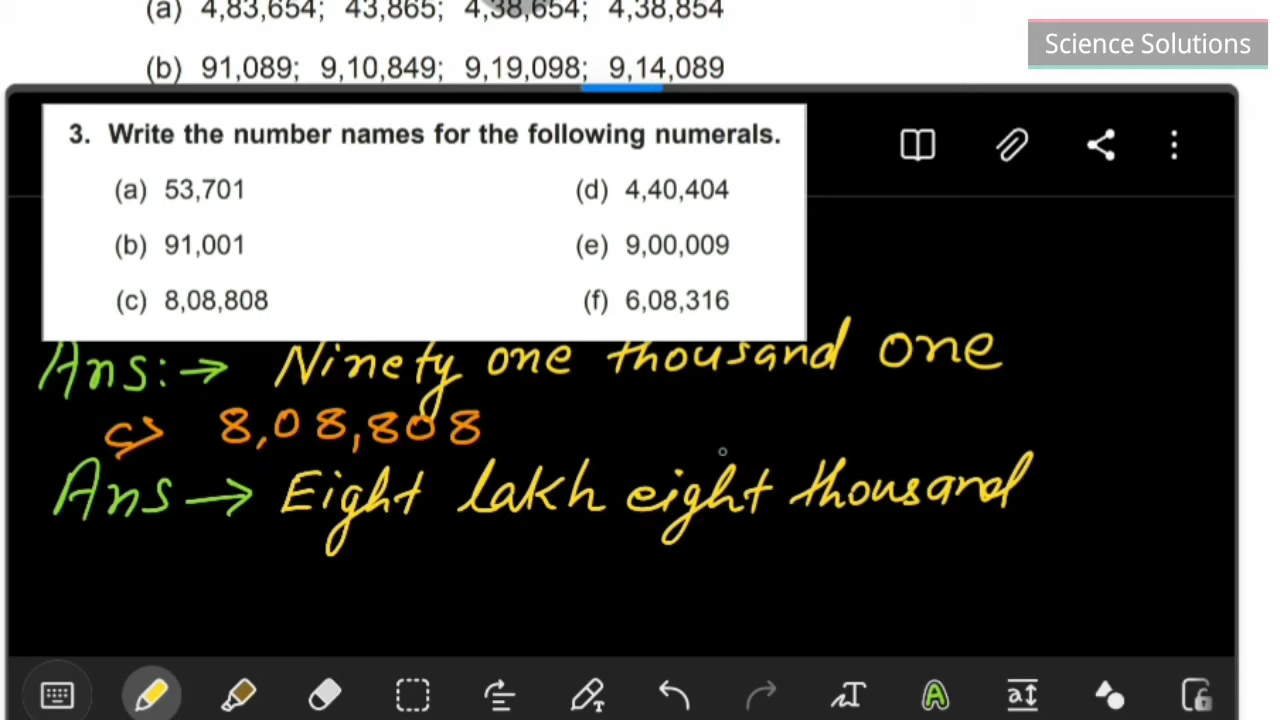 (a) 4,83,654; 43,865; 4,38,654; 4,38,854
Science Solutions
(b) 91,089; 9,10,849; 9,19,098; 9,14,089
3. Write the number names for the following numerals.
(a) 53,701 (d) 4,40,404
(b) 91,001 (e) 9,00,009
(c) 8,08,808 (f) 6,08,316
Ans:→ Ninety one thousand one
c> 8,08,808
Ans → Eight lakh eight thousand